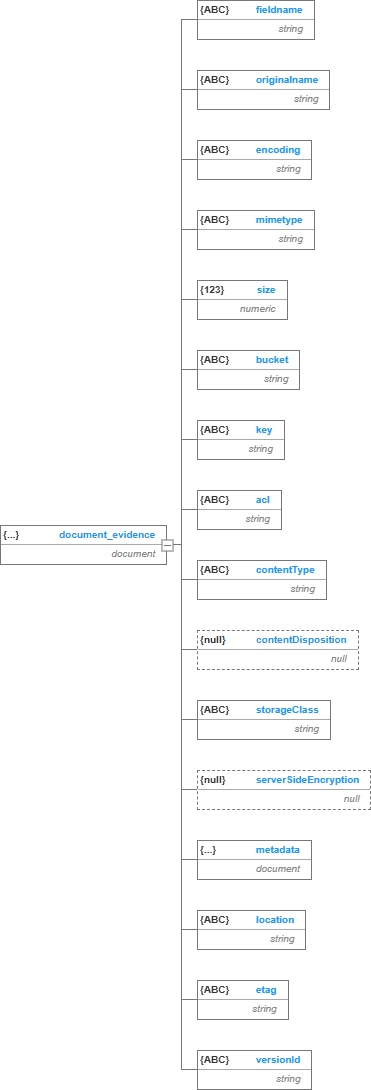 {ABC} fieldname
string
{ABC} originalname
string
{ABC} encoding
string
{ABC} mimetype
string
{123} size
numeric
{ABC} bucket
string
{ABC} key
string
{ABC} acl
string
{...} document_evidence
document
{ABC} contentType
string
{null} contentDisposition
null
{ABC} storageClass
string
{null} serverSideEncryption
null
{...} metadata
document
{ABC} location
string
{ABC} etag
string
{ABC} versionId
string